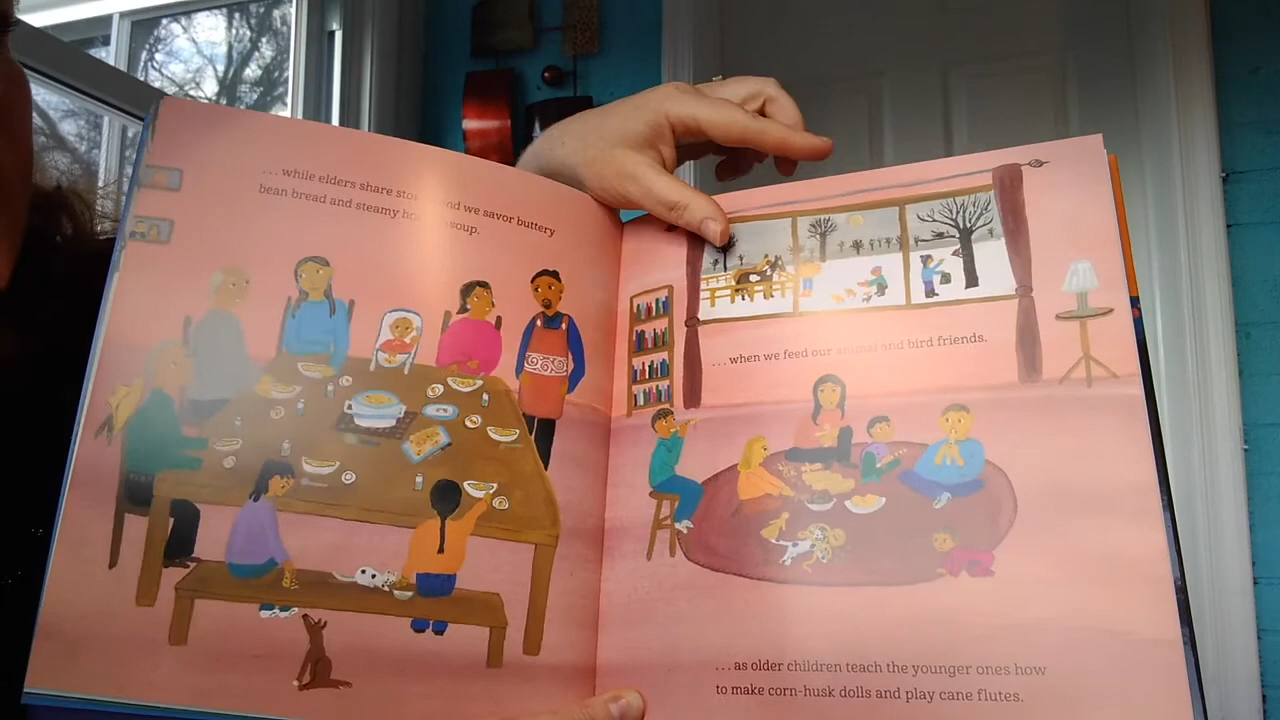 ... while elders share sto nd we savor buttery
bean bread and steamy ho soup.
... when we feed our animal and bird friends.
... as older children teach the younger ones how
to make corn-husk dolls and play cane flutes.